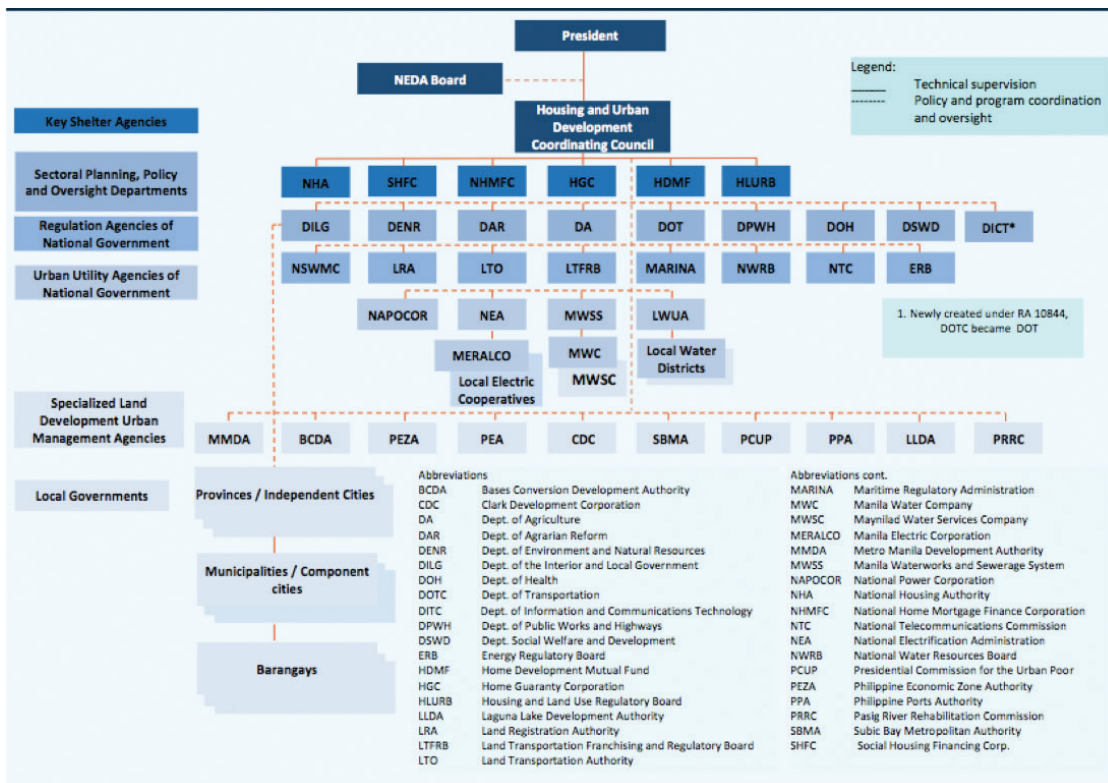 President
NEDA Board
Legend:
Technical supervision
Policy and program coordination
and oversight
Housing and Urban
Development
Coordinating Council
Key Shelter Agencies
Sectoral Planning, Policy
and Oversight Departments
NHA SHFC NHMFC HGC HDMF HLURB
Regulation Agencies of
National Government
DILG DENR DAR DA DOT DPWH DOH DSWD DICT*
Urban Utility Agencies of
National Government
NSWMC LRA LTO LTFRB MARINA NWRB NTC ERB
NAPOCOR NEA MWSS LWUA
1. Newly created under RA 10844,
DOTC became DOT
MERALCO
Local Electric
Cooperatives
MWC
MWSC
Local Water
Districts
Specialized Land
Development Urban
Management Agencies
MMDA BCDA PEZA PEA CDC SBMA PCUP PPA LLDA PRRC
Local Governments
Provinces / Independent Cities
Municipalities / Component
cities
Barangays
Abbreviations
BCDA Bases Conversion Development Authority
CDC Clark Development Corporation
DA Dept. of Agriculture
DAR Dept. of Agrarian Reform
DENR Dept. of Environment and Natural Resources
DILG Dept. of the Interior and Local Government
DOH Dept. of Health
DOTC Dept. of Transportation
DITC Dept. of Information and Communications Technology
DPWH Dept. of Public Works and Highways
DSWD Dept. Social Welfare and Development
ERB Energy Regulatory Board
HDMF Home Development Mutual Fund
HGC Home Guaranty Corporation
HLURB Housing and Land Use Regulatory Board
LLDA Laguna Lake Development Authority
LRA Land Registration Authority
LTFRB Land Transportation Franchising and Regulatory Board
LTO Land Transportation Authority
Abbreviations cont.
MARINA Maritime Regulatory Administration
MWC Manila Water Company
MWSC Maynilad Water Services Company
MERALCO Manila Electric Corporation
MMDA Metro Manila Development Authority
MWSS Manila Waterworks and Sewerage System
NAPOCOR National Power Corporation
NHA National Housing Authority
NHMFC National Home Mortgage Finance Corporation
NTC National Telecommunications Commission
NEA National Electrification Administration
NWRB National Water Resources Board
PCUP Presidential Commission for the Urban Poor
PEZA Philippine Economic Zone Authority
PPA Philippine Ports Authority
PRRC Pasig River Rehabilitation Commission
SBMA Subic Bay Metropolitan Authority
SHFC Social Housing Financing Corp.